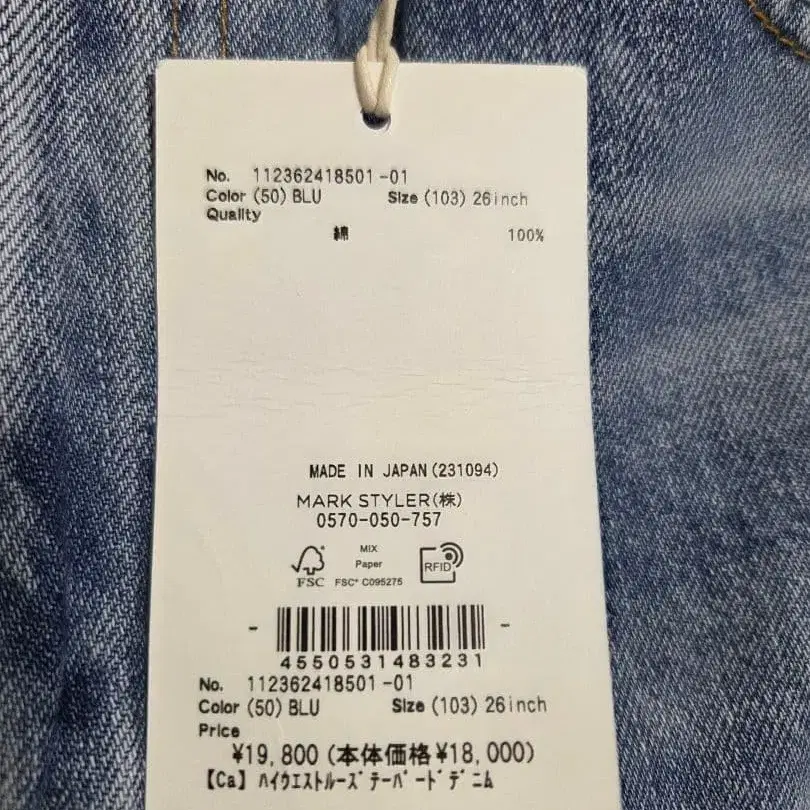 No. 112362418501-01
Color (50) BLU Size (103) 26inch
Quality
綿 100%
MADE IN JAPAN(231094)
MARK STYLER(株)
0570-050-757
FSC
MIX
Paper
FSC® C095275
RFID
- -
4550531483231
No. 112362418501-01
Color (50) BLU Size (103) 26inch
Price
¥19,800 (本体価格¥18,000)
【Ca】ﾊｲｳｴｽﾄﾙｰｽﾞﾃｰﾊﾟｰﾄﾞﾃﾞﾆﾑ